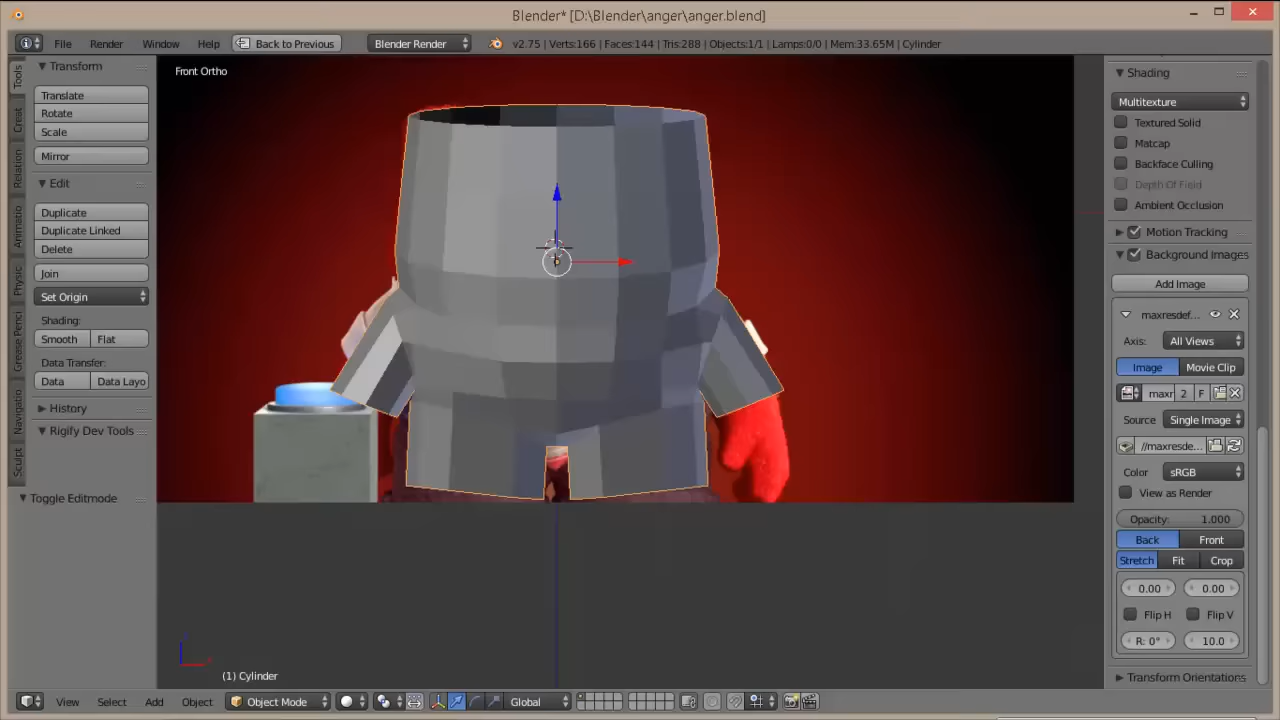 Blender* [D:\Blender\anger\anger.blend]
File Render Window Help Back to Previous Blender Render v2.75 | Verts:166 | Faces:144 | Tris:288 | Objects:1/1 | Lamps:0/0 | Mem:33.65M | Cylinder
Tools
Creat
Relation
Animatio
Physic
Grease Penci
Navigatio
Sculpt
Transform
Translate
Rotate
Scale
Mirror
Edit
Duplicate
Duplicate Linked
Delete
Join
Set Origin
Shading:
Smooth Flat
Data Transfer:
Data Data Layo
History
Rigify Dev Tools
Toggle Editmode
Front Ortho
(1) Cylinder
Shading
Multitexture
Textured Solid
Matcap
Backface Culling
Depth Of Field
Ambient Occlusion
Motion Tracking
Background Images
Add Image
maxresdef...
Axis: All Views
Image Movie Clip
maxr 2 F
Source Single Image
//maxresde...
Color sRGB
View as Render
Opacity: 1.000
Back Front
Stretch Fit Crop
0.00 0.00
Flip H Flip V
R: 0° 10.0
Transform Orientations
View Select Add Object Object Mode Global